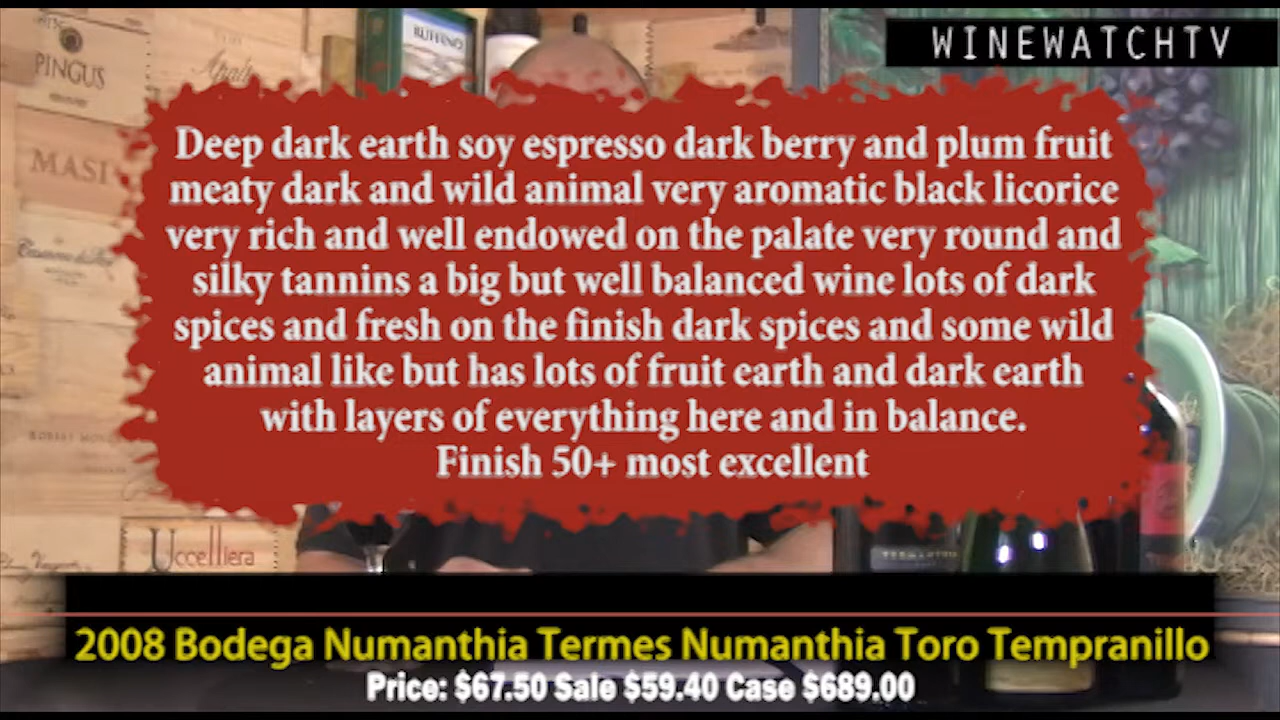 WINEWATCHTV
PINGUS
MASI
Deep dark earth soy espresso dark berry and plum fruit
meaty dark and wild animal very aromatic black licorice
very rich and well endowed on the palate very round and
silky tannins a big but well balanced wine lots of dark
spices and fresh on the finish dark spices and some wild
animal like but has lots of fruit earth and dark earth
with layers of everything here and in balance.
Finish 50+ most excellent
Uccelliera
2008 Bodega Numanthia Termes Numanthia Toro Tempranillo
Price: $67.50 Sale $59.40 Case $689.00